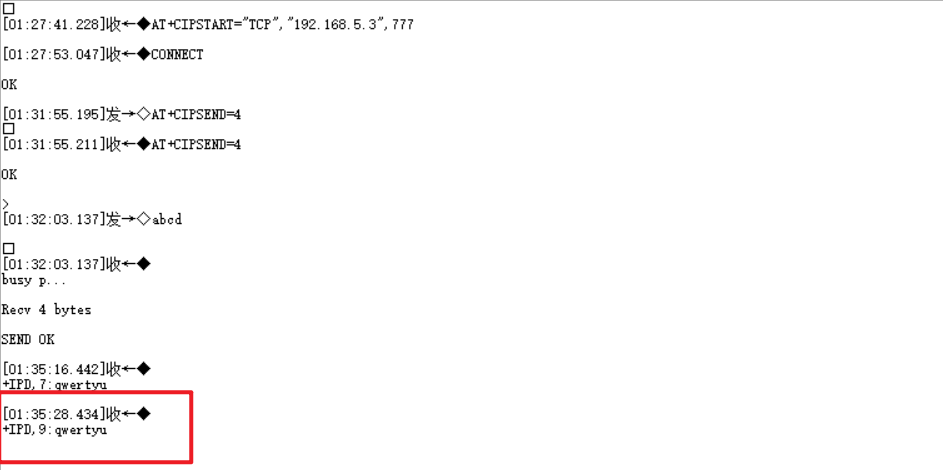 [01:27:41.228]收←◆AT+CIPSTART="TCP","192.168.5.3",777
[01:27:53.047]收←◆CONNECT
OK
[01:31:55.195]发→◇AT+CIPSEND=4
□
[01:31:55.211]收←◆AT+CIPSEND=4
OK
>
[01:32:03.137]发→◇abcd
□
[01:32:03.137]收←◆
busy p...
Recv 4 bytes
SEND OK
[01:35:16.442]收←◆
+IPD,7:qwertyu
[01:35:28.434]收←◆
+IPD,9:qwertyu